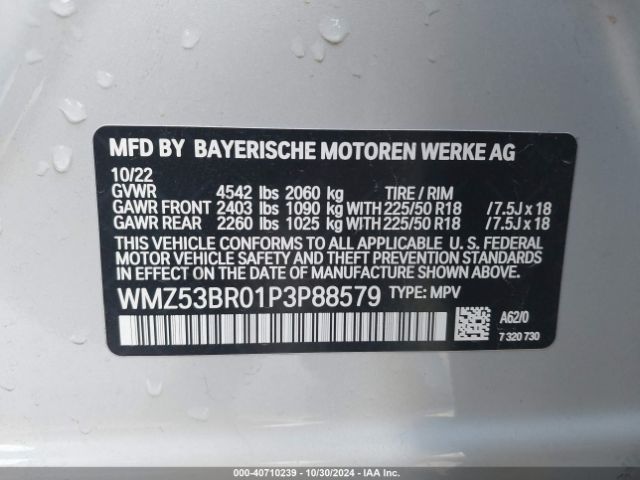 MFD BY BAYERISCHE MOTOREN WERKE AG
10/22
GVWR 4542 lbs 2060 kg TIRE / RIM
GAWR FRONT 2403 lbs 1090 kg WITH 225/50 R18 /7.5J x 18
GAWR REAR 2260 lbs 1025 kg WITH 225/50 R18 /7.5J x 18
THIS VEHICLE CONFORMS TO ALL APPLICABLE U. S. FEDERAL
MOTOR VEHICLE SAFETY AND THEFT PREVENTION STANDARDS
IN EFFECT ON THE DATE OF MANUFACTURE SHOWN ABOVE.
WMZ53BR01P3P88579 TYPE: MPV
A62/0
7 320 730
000-40710239 - 10/30/2024 - IAA Inc.